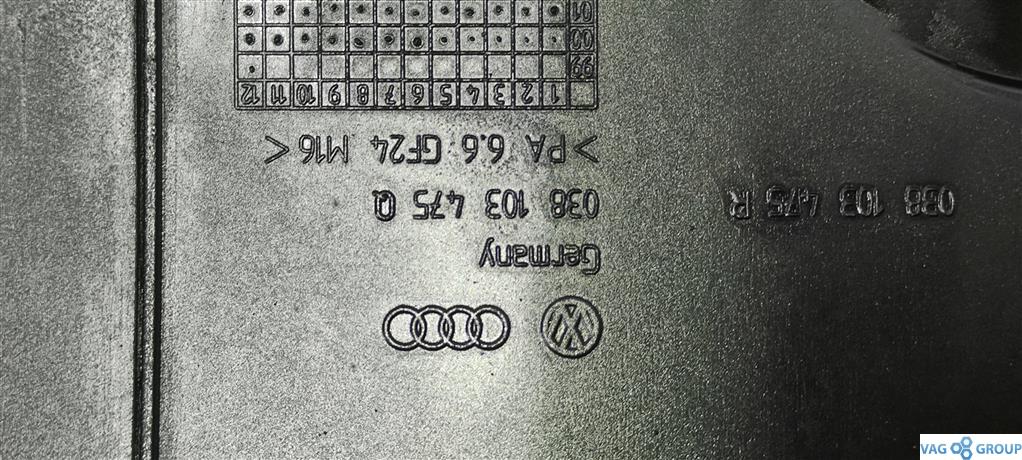 Germany
038 103 475 R
038 103 475 Q
>PA 6.6 GF24 M16<
1 2 3 4 5 6 7 8 9 10 11 12
99
00
01
VAG GROUP